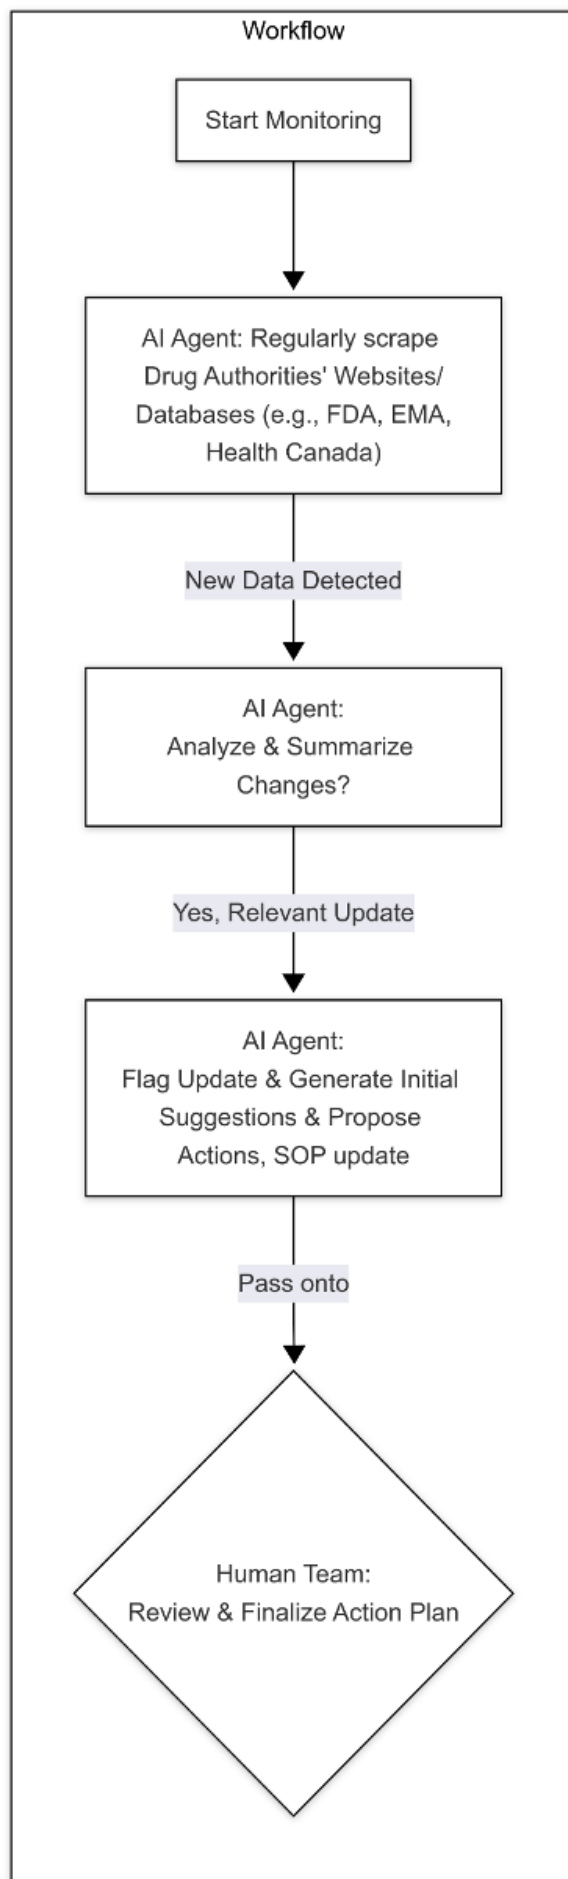 Workflow
Start Monitoring
AI Agent: Regularly scrape
Drug Authorities' Websites/
Databases (e.g., FDA, EMA,
Health Canada)
New Data Detected
AI Agent:
Analyze & Summarize
Changes?
Yes, Relevant Update
AI Agent:
Flag Update & Generate Initial
Suggestions & Propose
Actions, SOP update
Pass onto
Human Team:
Review & Finalize Action Plan